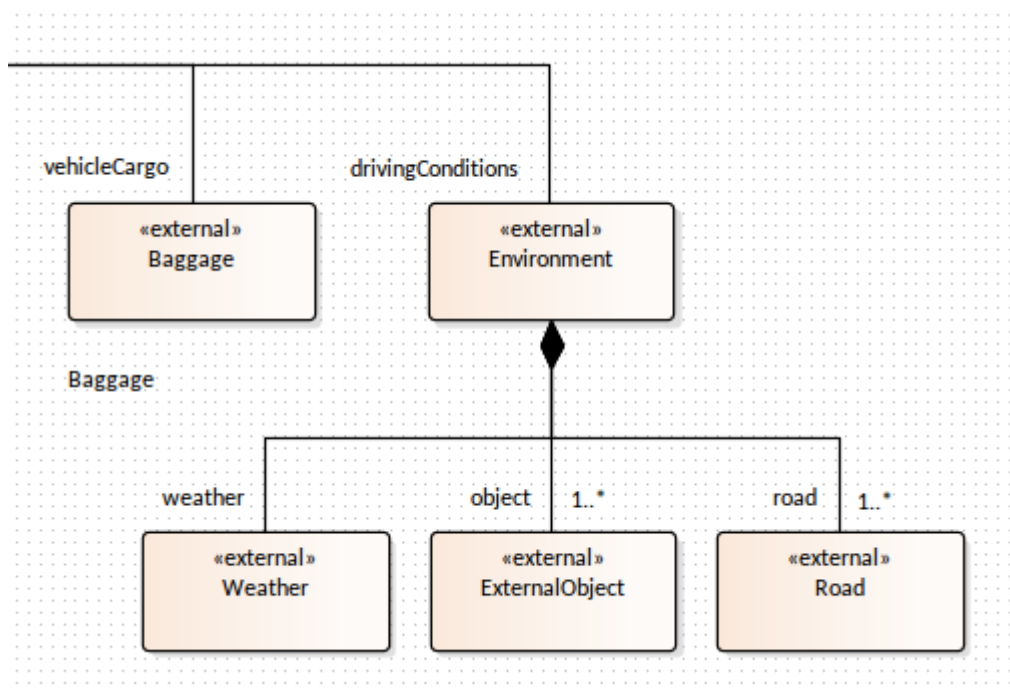 vehicleCargo
drivingConditions
«external»
Baggage
«external»
Environment
Baggage
weather
object
1..*
road
1..*
«external»
Weather
«external»
ExternalObject
«external»
Road